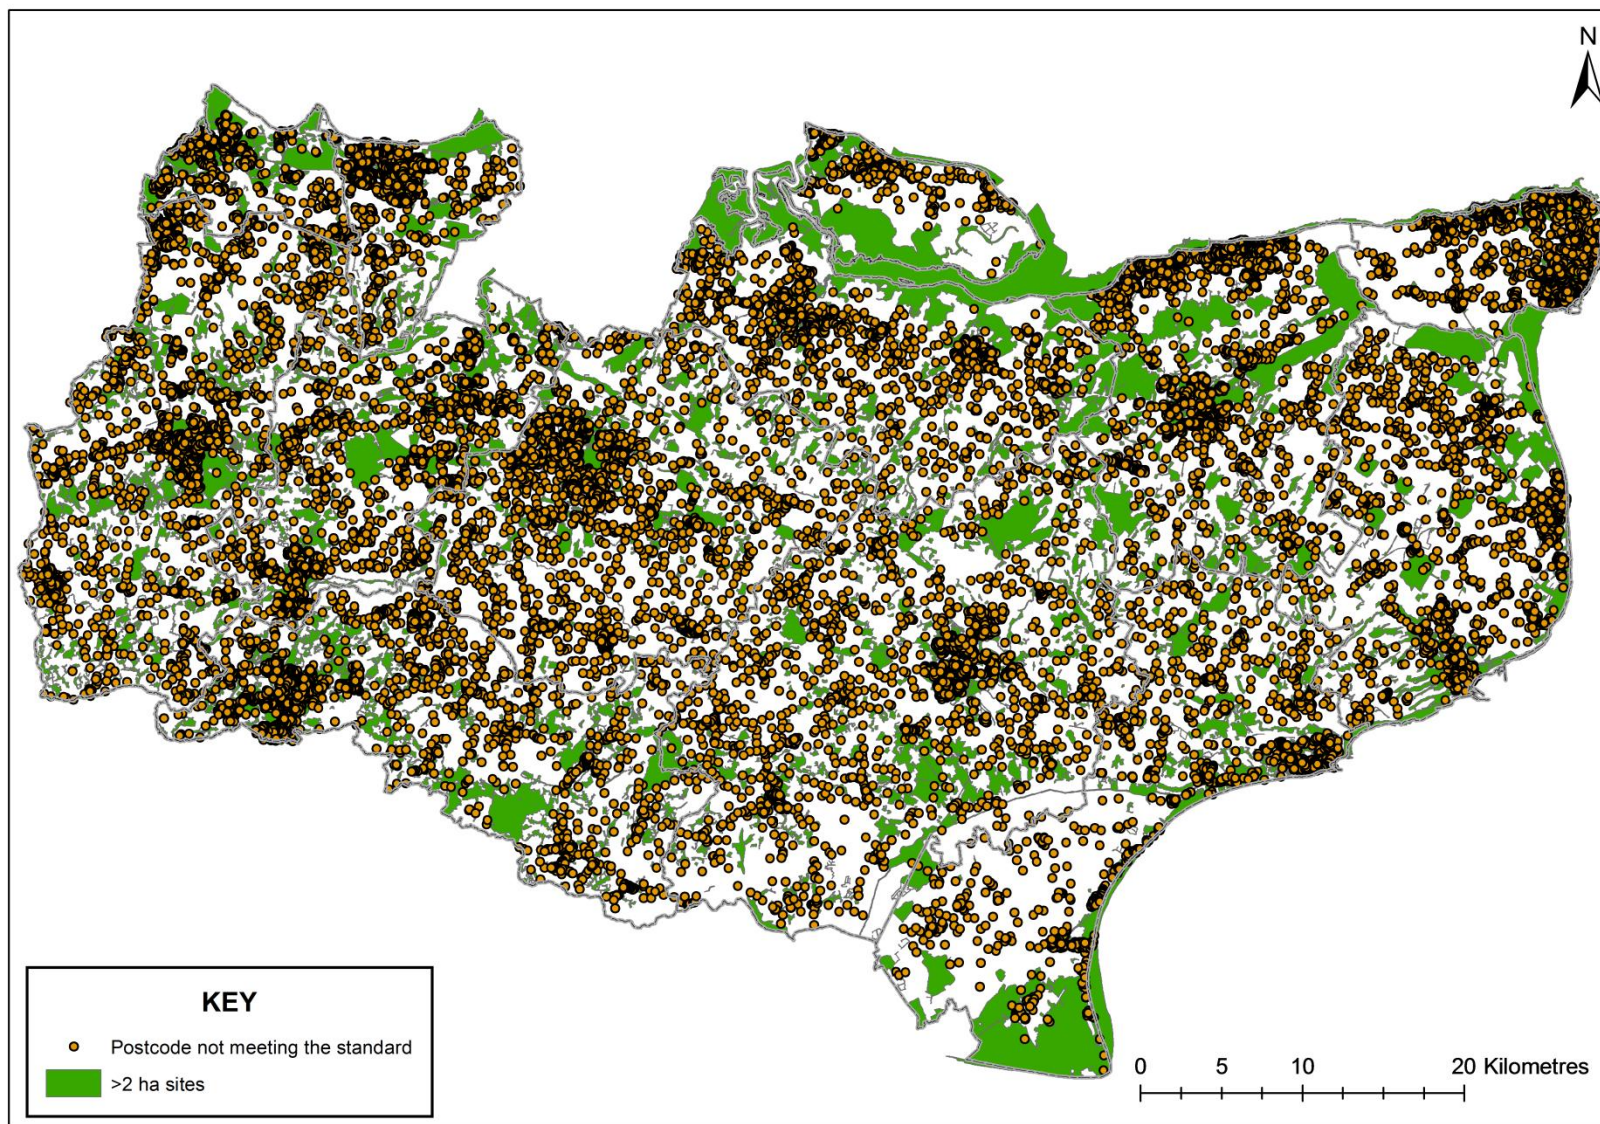 N
KEY
Postcode not meeting the standard
>2 ha sites
0 5 10 20 Kilometres